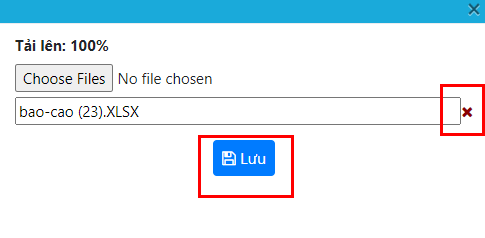 Tải lên: 100%
Choose Files No file chosen
bao-cao (23).XLSX
Lưu